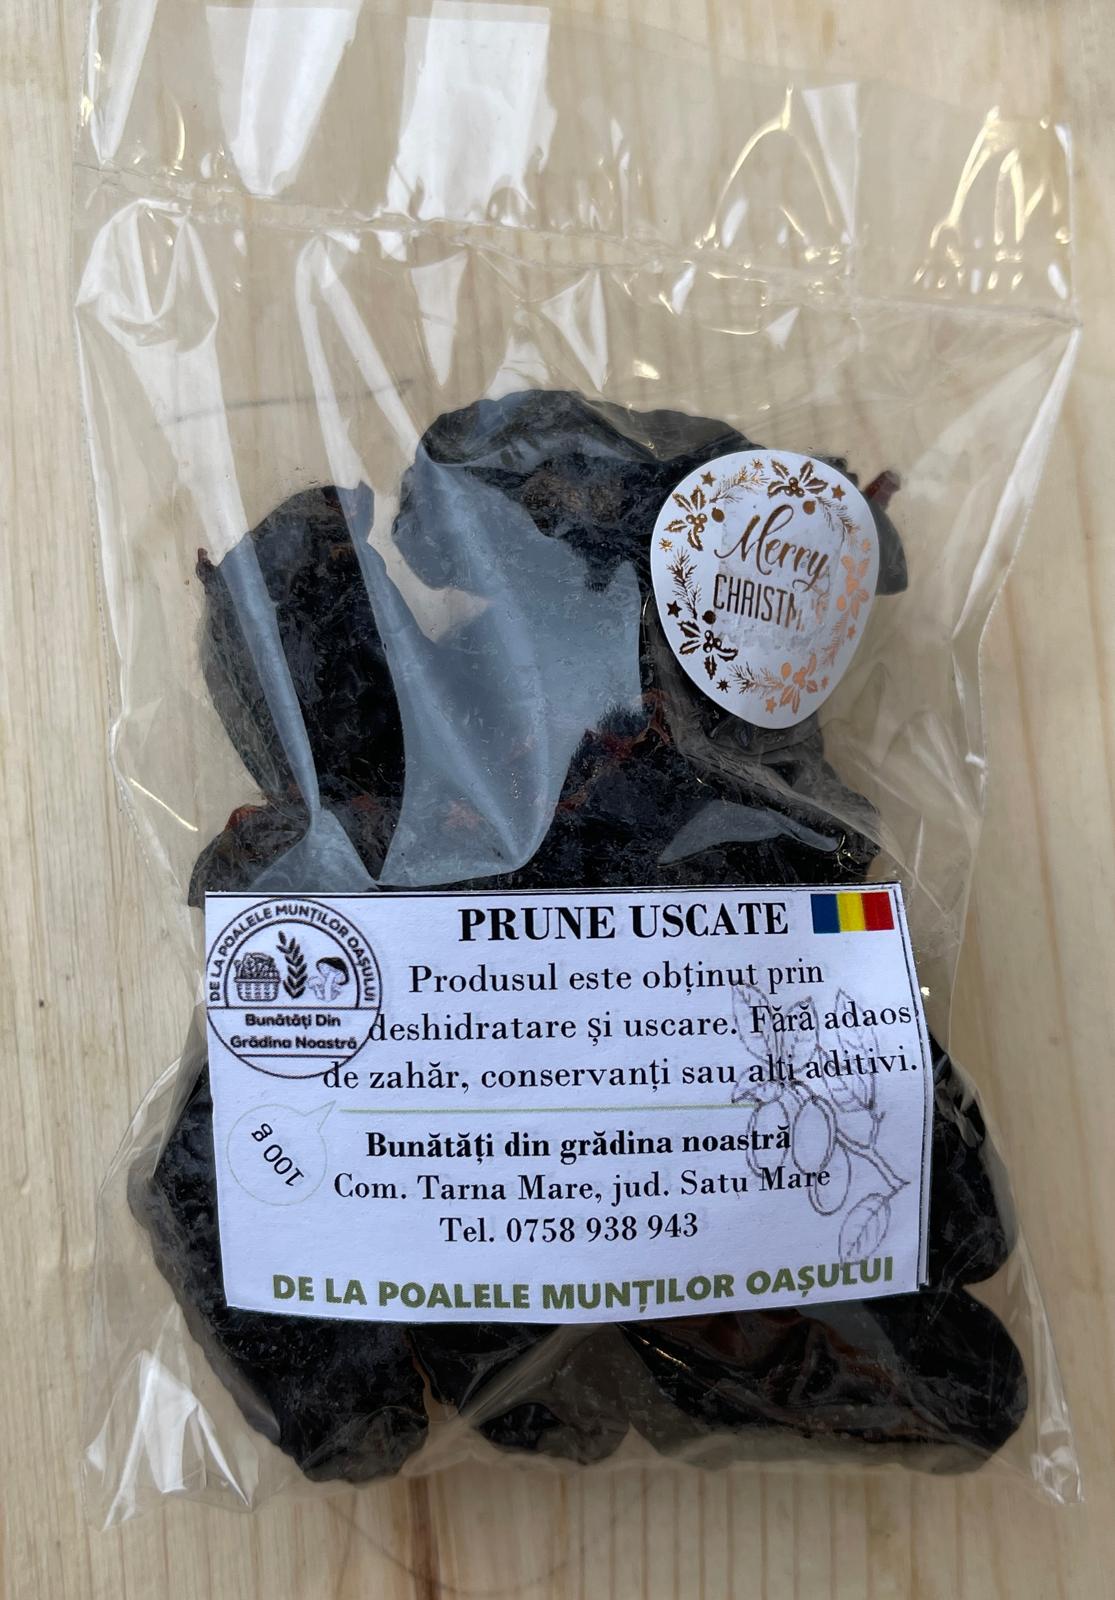 Merry
CHRISTM
PRUNE USCATE
DE LA POALELE MUNȚILOR OAȘULUI
Bunătăți Din
Grădina Noastră
Produsul este obținut prin
deshidratare și uscare. Fără adaos
de zahăr, conservanți sau alți aditivi.
100 g
Bunătăți din grădina noastră
Com. Tarna Mare, jud. Satu Mare
Tel. 0758 938 943
DE LA POALELE MUNȚILOR OAȘULUI